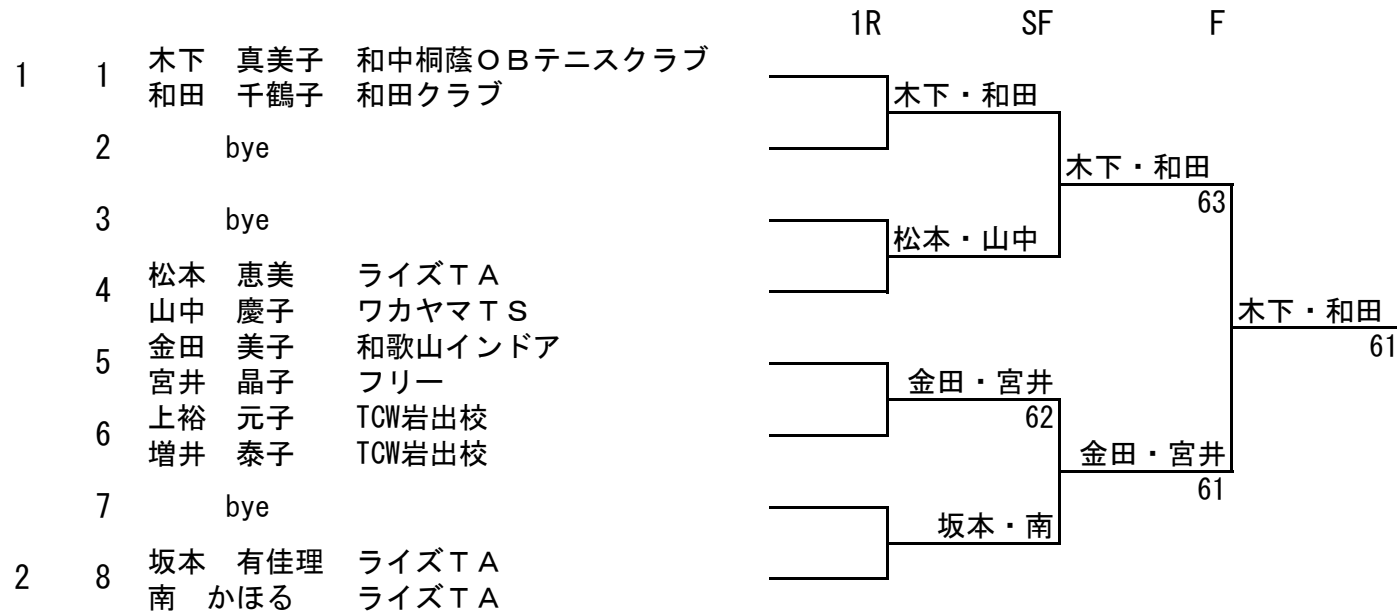 1R SF F
1 1 木下　真美子　和中桐蔭ＯＢテニスクラブ
和田　千鶴子　和田クラブ
木下・和田
2 bye
木下・和田
63
3 bye
松本・山中
4 松本　恵美　ライズＴＡ
山中　慶子　ワカヤマＴＳ
木下・和田
61
5 金田　美子　和歌山インドア
宮井　晶子　フリー
金田・宮井
62
6 上裕　元子　TCW岩出校
増井　泰子　TCW岩出校
金田・宮井
61
7 bye
坂本・南
2 8 坂本　有佳理　ライズＴＡ
南　かほる　ライズＴＡ